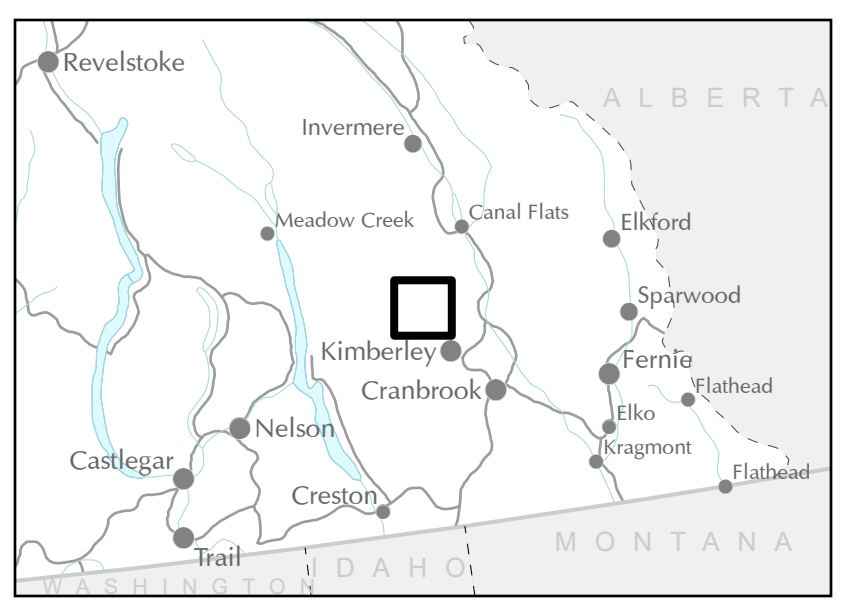 Revelstoke
ALBERTA
Invermere
Canal Flats
Meadow Creek
Elkford
Sparwood
Kimberley
Fernie
Cranbrook
Flathead
Elko
Nelson
Kragmont
Castlegar
Flathead
Creston
Trail
MONTANA
IDAHO
WASHINGTON